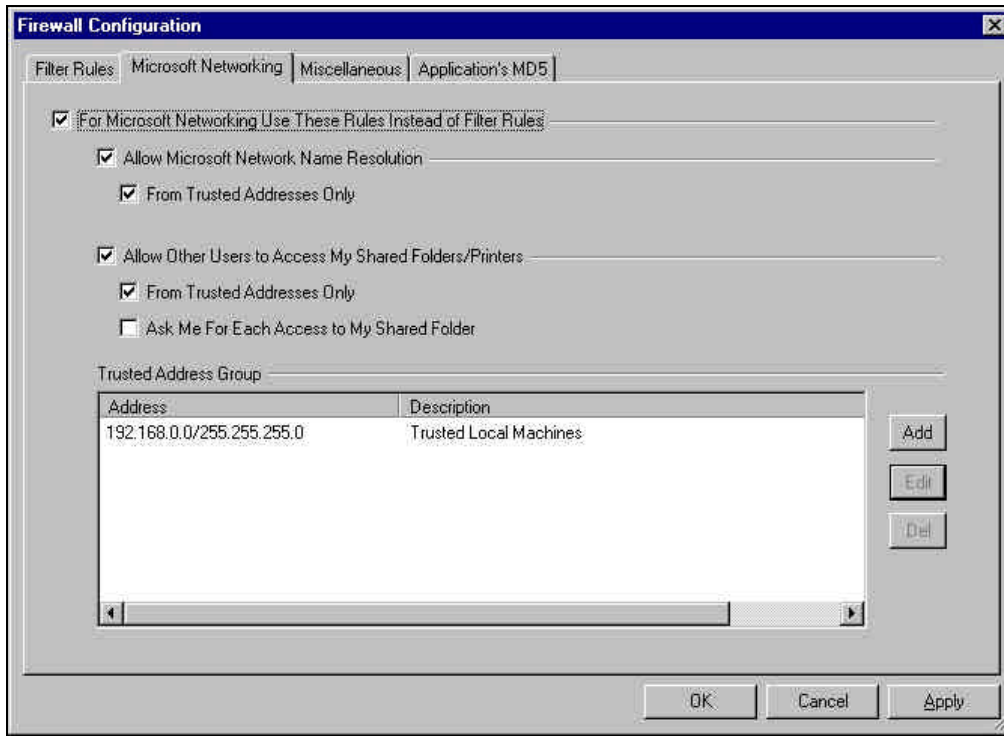 Firewall Configuration
Filter Rules Microsoft Networking Miscellaneous Application's MD5
For Microsoft Networking Use These Rules Instead of Filter Rules
Allow Microsoft Network Name Resolution
From Trusted Addresses Only
Allow Other Users to Access My Shared Folders/Printers
From Trusted Addresses Only
Ask Me For Each Access to My Shared Folder
Trusted Address Group
Address Description
192.168.0.0/255.255.255.0 Trusted Local Machines
Add
Edit
Del
OK Cancel Apply